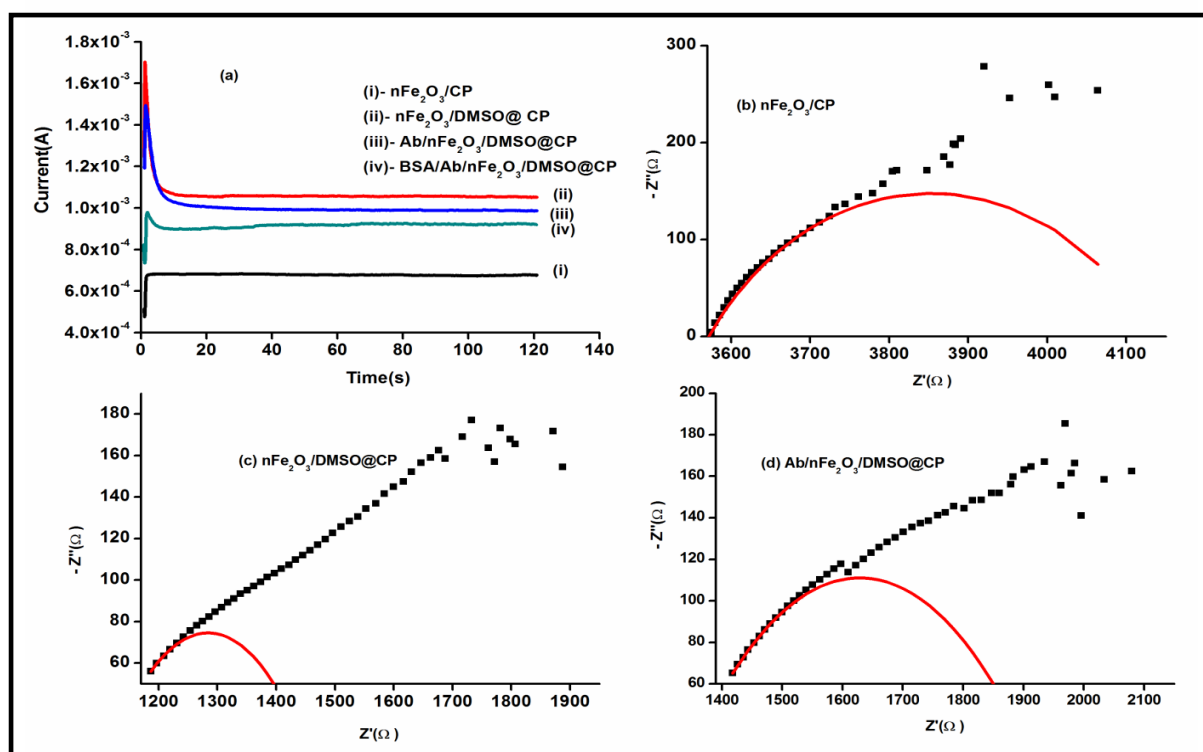 (a)
1.8x10⁻³
1.6x10⁻³
1.4x10⁻³
1.2x10⁻³
1.0x10⁻³
8.0x10⁻⁴
6.0x10⁻⁴
4.0x10⁻⁴
Current(A)
(i)- nFe₂O₃/CP
(ii)- nFe₂O₃/DMSO@ CP
(iii)- Ab/nFe₂O₃/DMSO@CP
(iv)- BSA/Ab/nFe₂O₃/DMSO@CP
(ii)
(iii)
(iv)
(i)
0 20 40 60 80 100 120 140
Time(s)
(b) nFe₂O₃/CP
300
200
100
0
- Z''(Ω)
3600 3700 3800 3900 4000 4100
Z'(Ω)
(c) nFe₂O₃/DMSO@CP
180
160
140
120
100
80
60
- Z''(Ω)
1200 1300 1400 1500 1600 1700 1800 1900
Z'(Ω)
(d) Ab/nFe₂O₃/DMSO@CP
200
180
160
140
120
100
80
60
- Z''(Ω)
1400 1500 1600 1700 1800 1900 2000 2100
Z'(Ω)